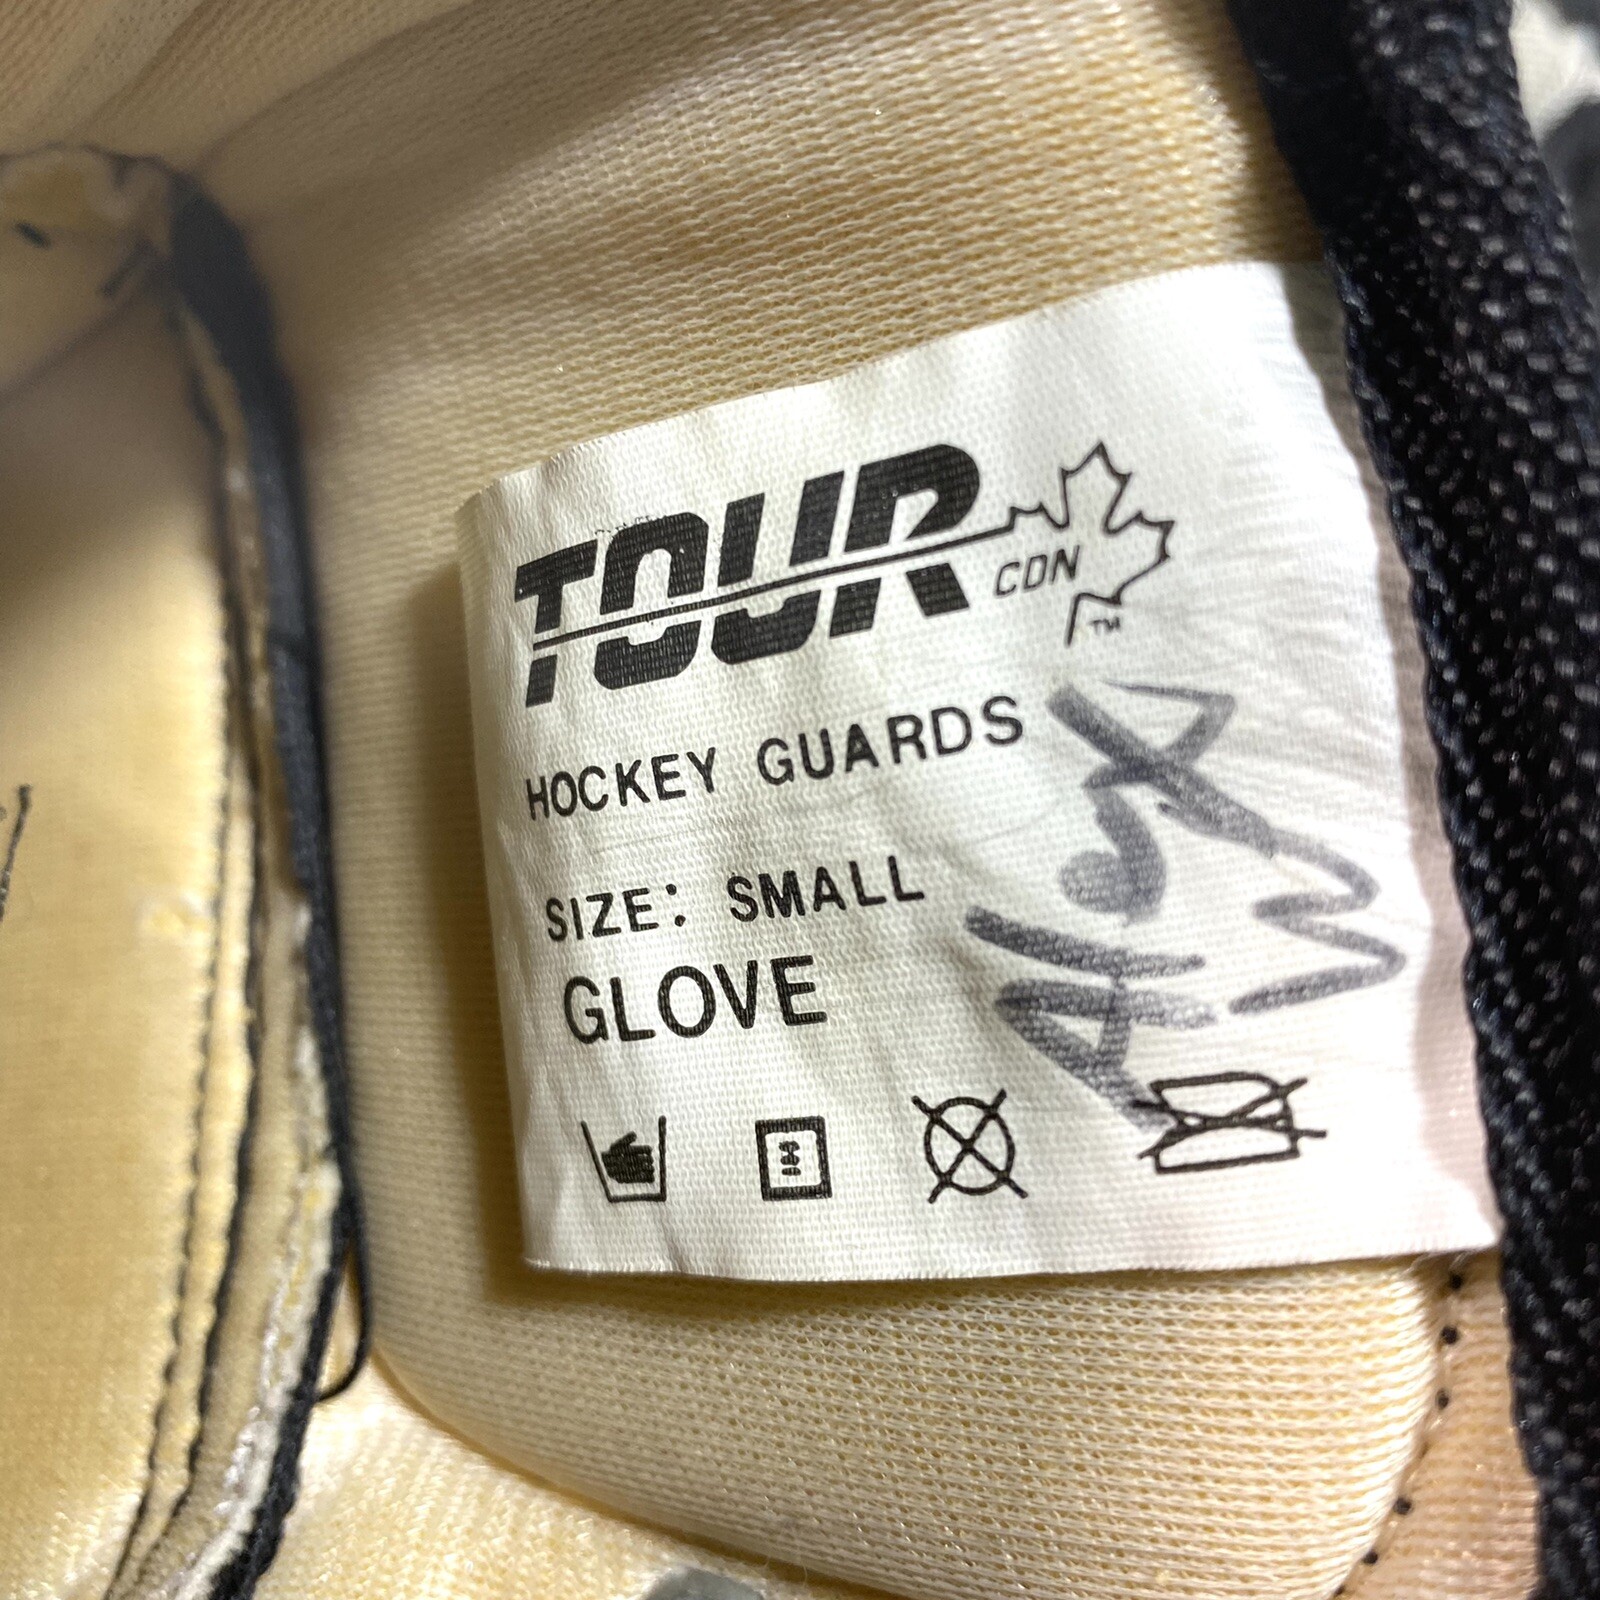 TOUR
CDN
TM
HOCKEY GUARDS
SIZE: SMALL
GLOVE